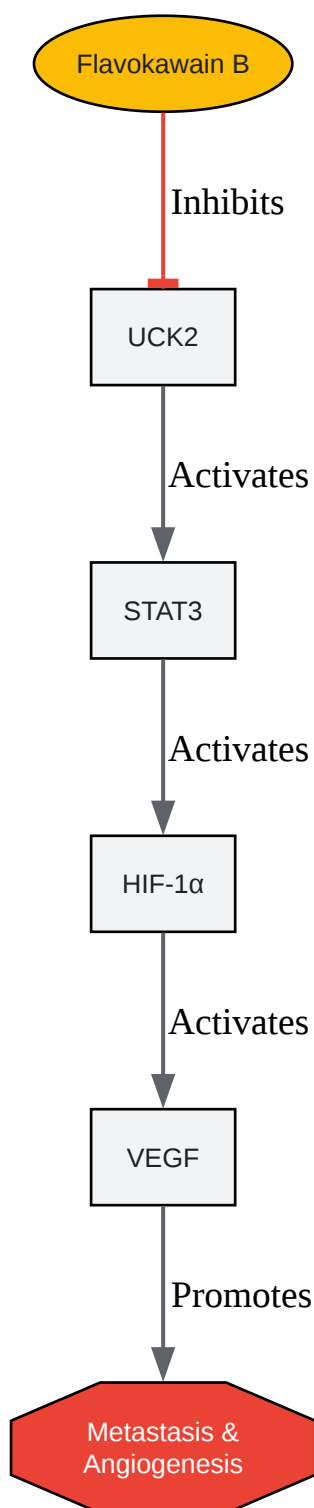 Flavokawain B
Inhibits
UCK2
Activates
STAT3
Activates
HIF-1α
Activates
VEGF
Promotes
Metastasis &
Angiogenesis